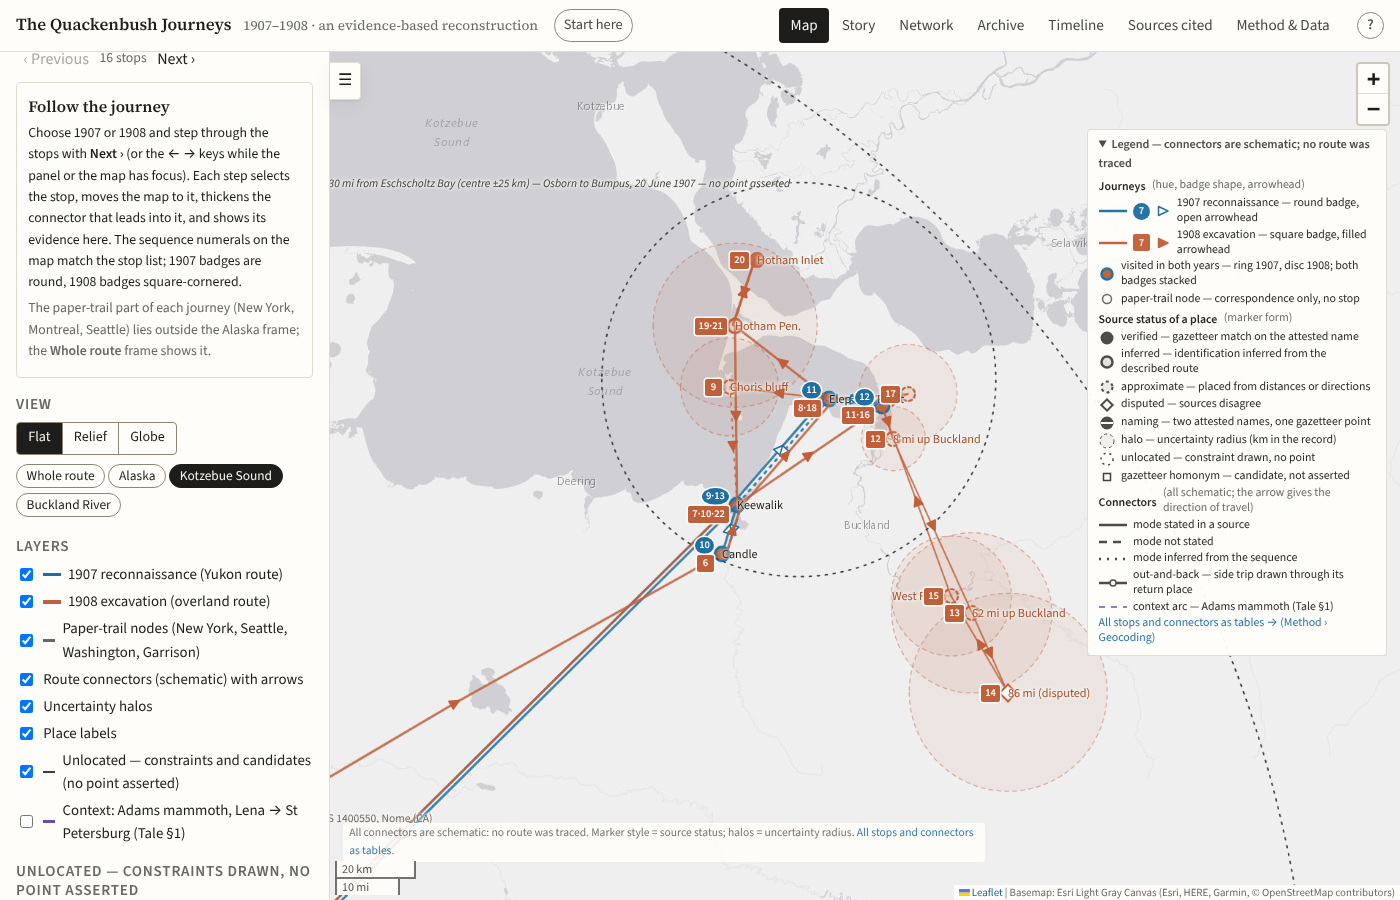 The Quackenbush Journeys 1907–1908 · an evidence-based reconstruction Start here Map Story Network Archive Timeline Sources cited Method & Data ?
‹ Previous 16 stops Next ›
Follow the journey
Choose 1907 or 1908 and step through the
stops with Next › (or the ← → keys while the
panel or the map has focus). Each step selects
the stop, moves the map to it, thickens the
connector that leads into it, and shows its
evidence here. The sequence numerals on the
map match the stop list; 1907 badges are
round, 1908 badges square-cornered.
The paper-trail part of each journey (New York,
Montreal, Seattle) lies outside the Alaska frame;
the Whole route frame shows it.
VIEW
Flat Relief Globe
Whole route Alaska Kotzebue Sound
Buckland River
LAYERS
1907 reconnaissance (Yukon route)
1908 excavation (overland route)
Paper-trail nodes (New York, Seattle,
Washington, Garrison)
Route connectors (schematic) with arrows
Uncertainty halos
Place labels
Unlocated — constraints and candidates
(no point asserted)
Context: Adams mammoth, Lena → St
Petersburg (Tale §1)
UNLOCATED — CONSTRAINTS DRAWN, NO
POINT ASSERTED
☰
Kotzebue
Kotzebue
Sound
30 mi from Eschscholtz Bay (centre ±25 km) — Osborn to Bumpus, 20 June 1907 — no point asserted
Selawik
20 Hotham Inlet
19·21 Hotham Pen.
Kotzebue
Sound
9 Choris bluff
11
8·18
12
11·16
17
12 mi up Buckland
Deering
9·13
7·10·22
Keewalik
Buckland
10
6
Candle
West 15
13 62 mi up Buckland
14 86 mi (disputed)
1400550, Nome (CA)
All connectors are schematic: no route was traced. Marker style = source status; halos = uncertainty radius. All stops and connectors
as tables.
20 km
10 mi
+
−
▼ Legend — connectors are schematic; no route was
traced
Journeys (hue, badge shape, arrowhead)
7 1907 reconnaissance — round badge,
open arrowhead
7 1908 excavation — square badge, filled
arrowhead
visited in both years — ring 1907, disc 1908; both
badges stacked
paper-trail node — correspondence only, no stop
Source status of a place (marker form)
verified — gazetteer match on the attested name
inferred — identification inferred from the
described route
approximate — placed from distances or directions
disputed — sources disagree
naming — two attested names, one gazetteer point
halo — uncertainty radius (km in the record)
unlocated — constraint drawn, no point
gazetteer homonym — candidate, not asserted
Connectors (all schematic; the arrow gives the
direction of travel)
mode stated in a source
mode not stated
mode inferred from the sequence
out-and-back — side trip drawn through its
return place
context arc — Adams mammoth (Tale §1)
All stops and connectors as tables → (Method ›
Geocoding)
Leaflet | Basemap: Esri Light Gray Canvas (Esri, HERE, Garmin, © OpenStreetMap contributors)